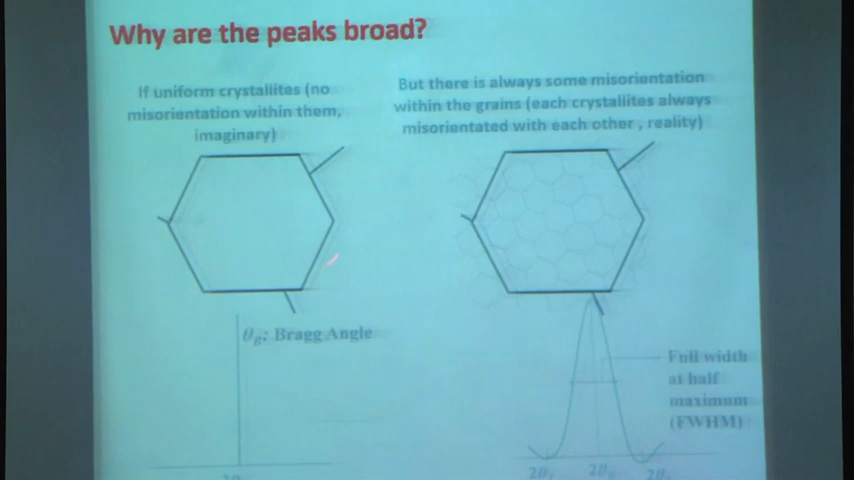 Why are the peaks broad?
If uniform crystallites (no
misorientation within them,
imaginary)
But there is always some misorientation
within the grains (each crystallites always
misorientated with each other , reality)
θ_B: Bragg Angle
Full width
at half
maximum
(FWHM)